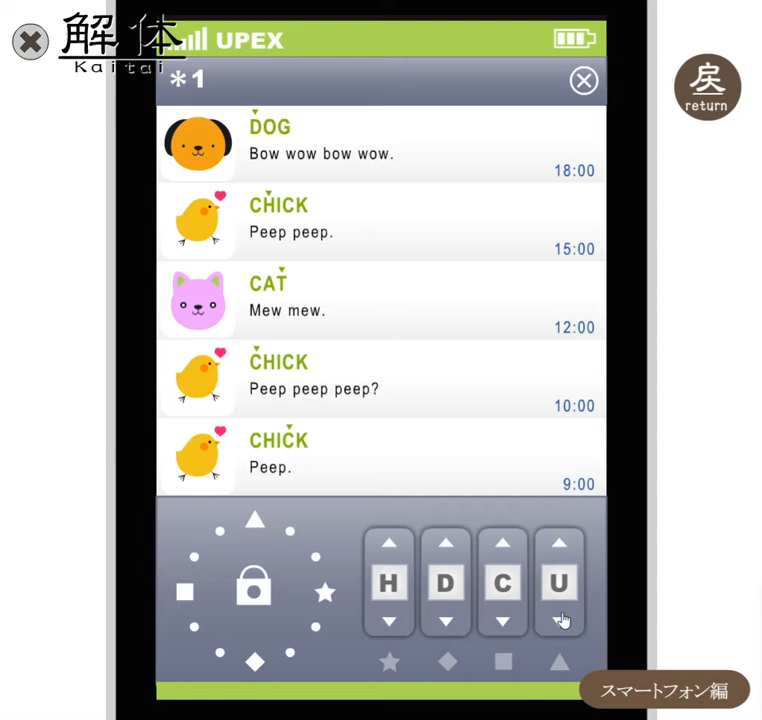 解体
Kaitai
UPEX
*1
戻
return
DOG
Bow wow bow wow.
18:00
CHICK
Peep peep.
15:00
CAT
Mew mew.
12:00
CHICK
Peep peep peep?
10:00
CHICK
Peep.
9:00
H D C U
スマートフォン編